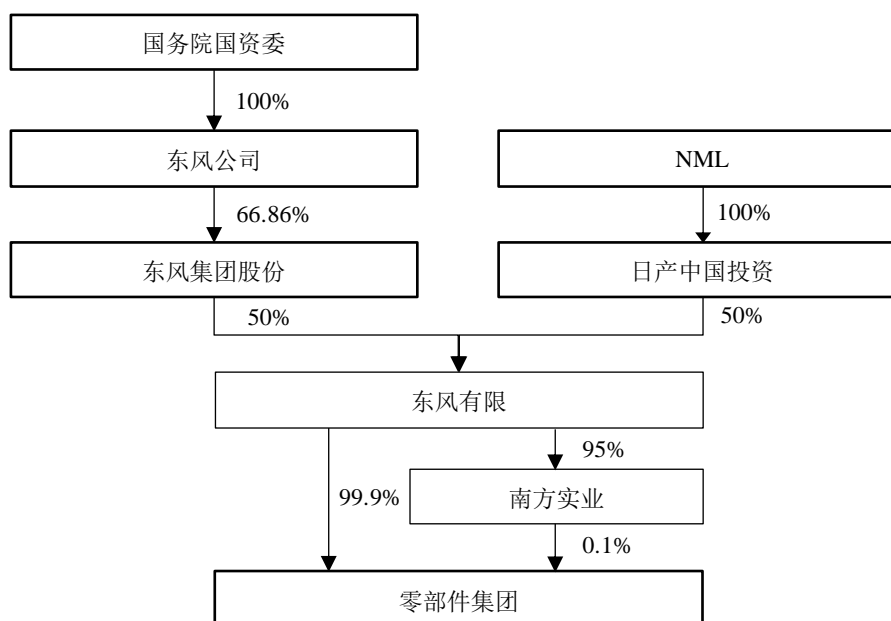 国务院国资委
100%
东风公司
NML
66.86%
100%
东风集团股份
日产中国投资
50%
50%
东风有限
95%
99.9%
南方实业
0.1%
零部件集团